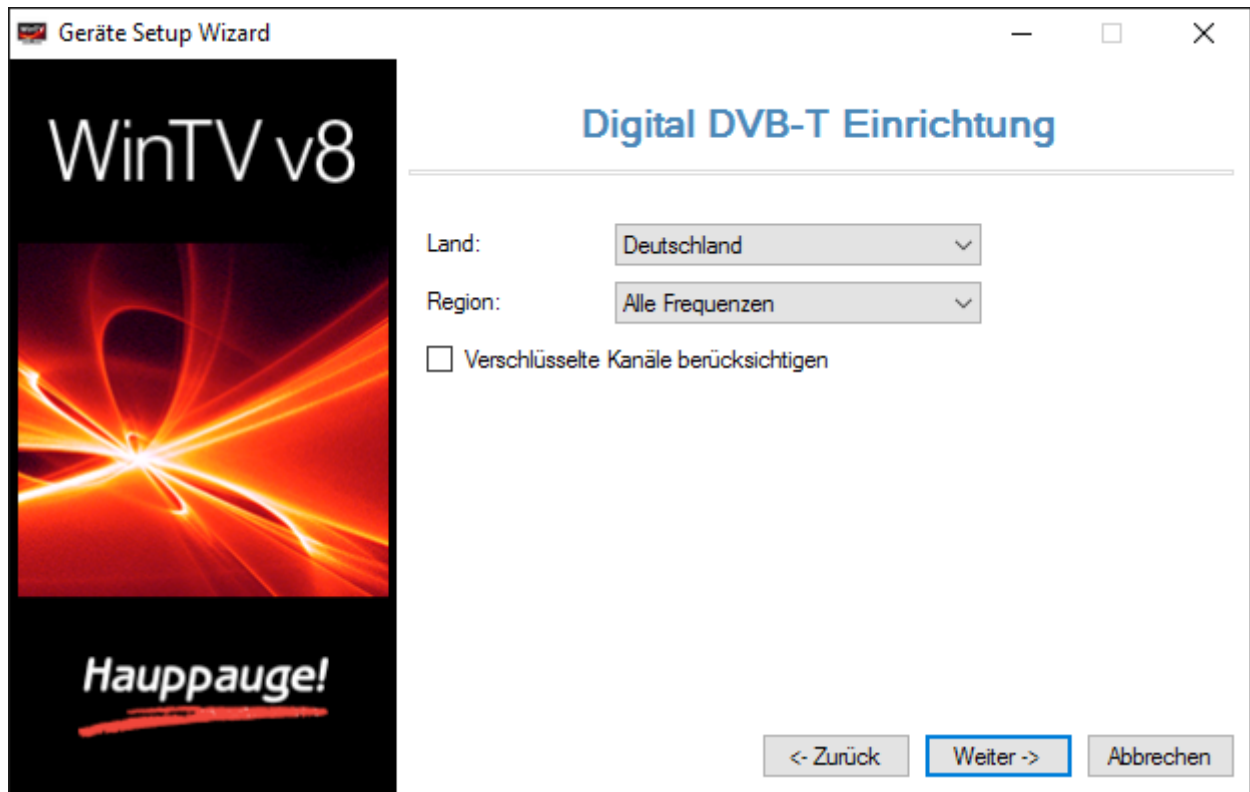 Geräte Setup Wizard
WinTV v8
Digital DVB-T Einrichtung
Land: Deutschland
Region: Alle Frequenzen
Verschlüsselte Kanäle berücksichtigen
Hauppauge!
<- Zurück Weiter -> Abbrechen